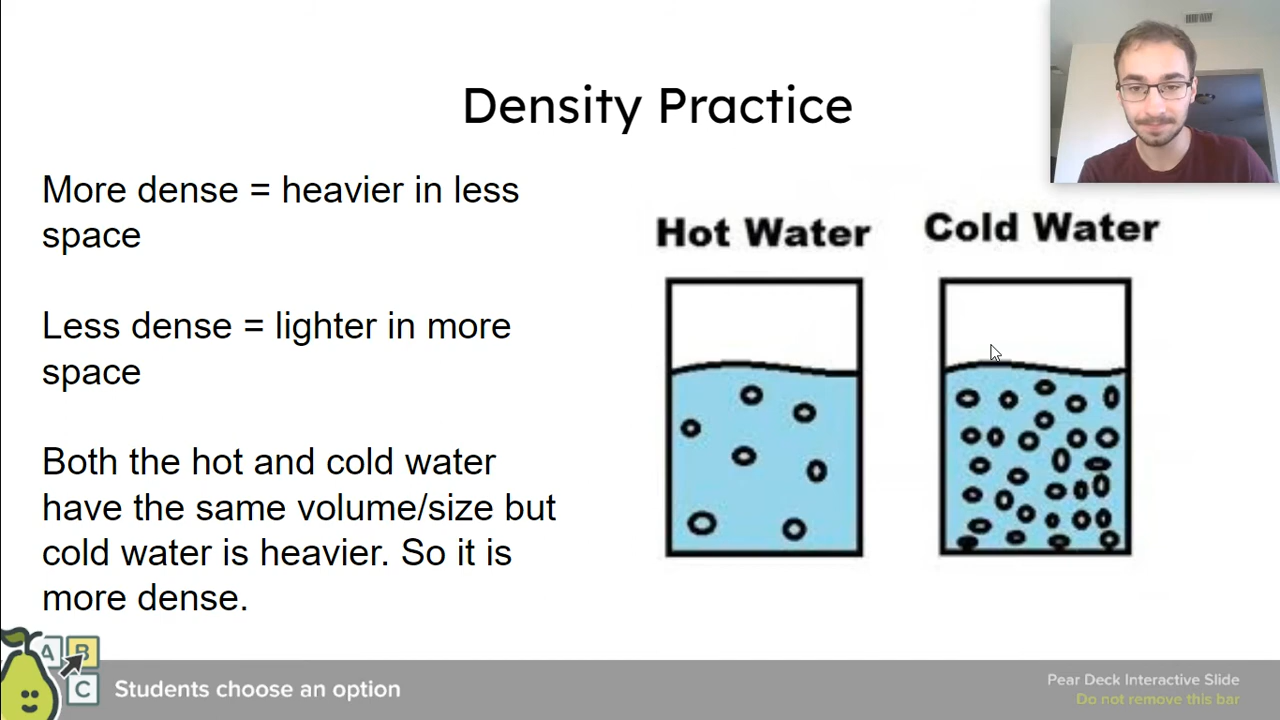 Density Practice
More dense = heavier in less
space
Less dense = lighter in more
space
Both the hot and cold water
have the same volume/size but
cold water is heavier. So it is
more dense.
Hot Water
Cold Water
A
B
C
Students choose an option
Pear Deck Interactive Slide
Do not remove this bar